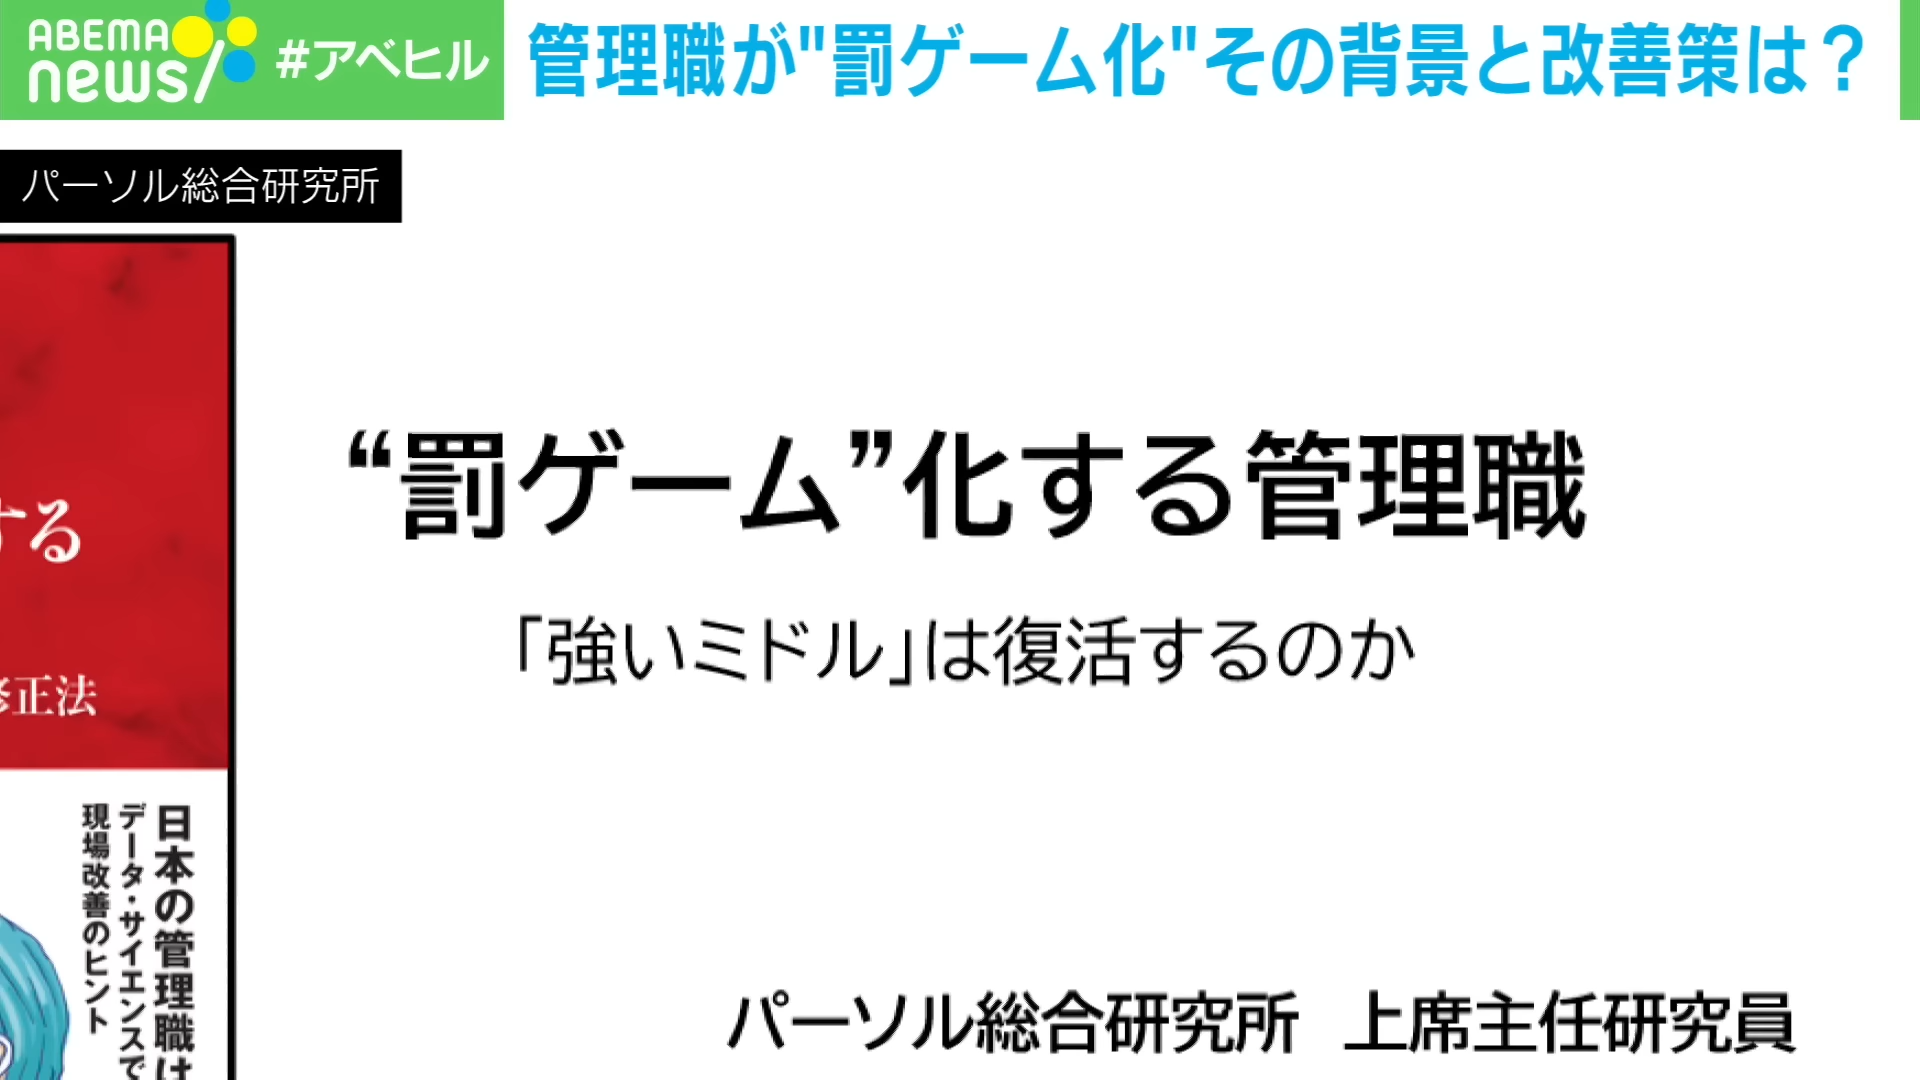 ABEMA
news/
#アベヒル
管理職が"罰ゲーム化"その背景と改善策は？
パーソル総合研究所
する
修正法
“罰ゲーム”化する管理職
「強いミドル」は復活するのか
日本の管理職は
データ・サイエンスで
現場改善のヒント
パーソル総合研究所 上席主任研究員